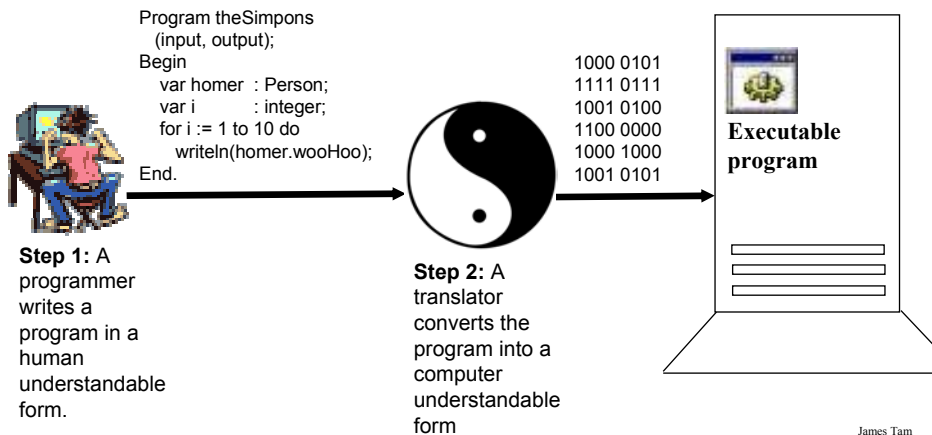 Program theSimpons
(input, output);
Begin
var homer : Person;
var i : integer;
for i := 1 to 10 do
writeln(homer.wooHoo);
End.
Step 1: A
programmer
writes a
program in a
human
understandable
form.
Step 2: A
translator
converts the
program into a
computer
understandable
form
1000 0101
1111 0111
1001 0100
1100 0000
1000 1000
1001 0101
Executable
program
James Tam